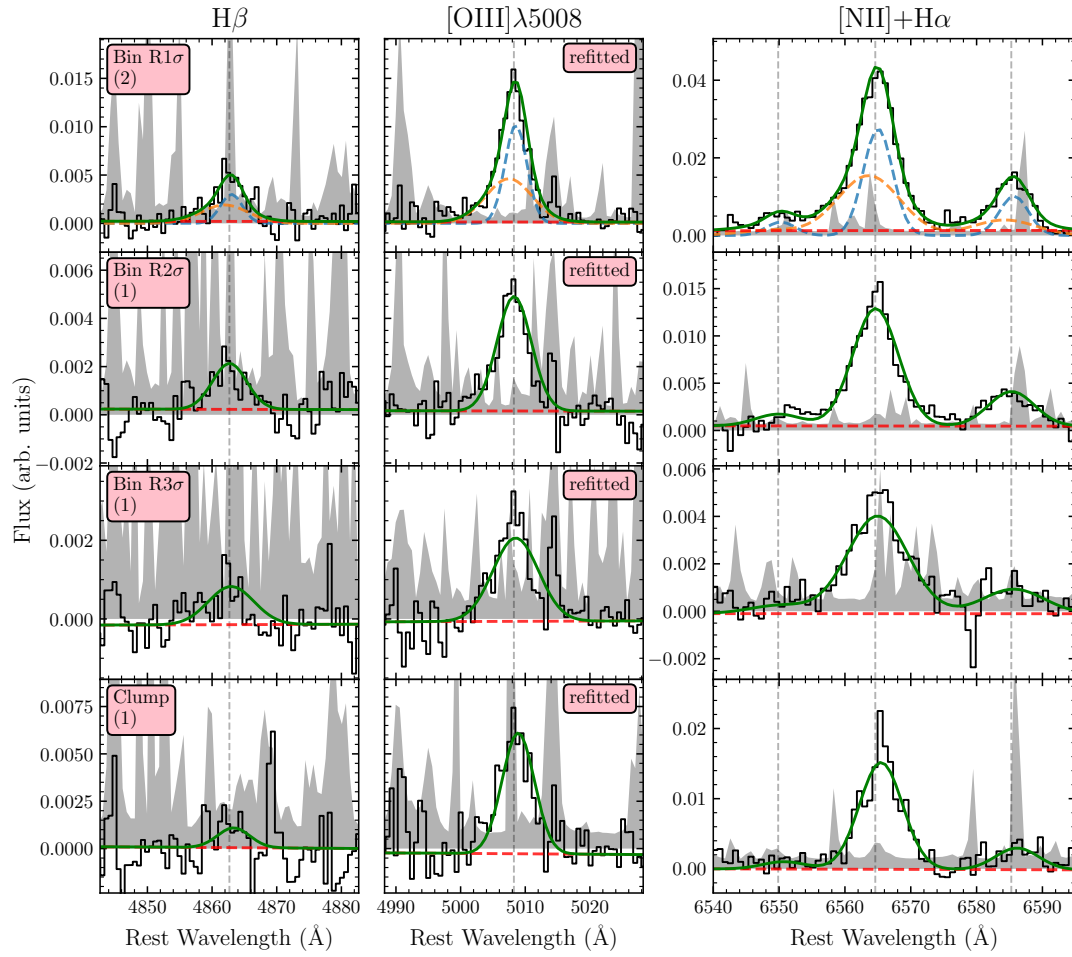 Hβ
[OIII]λ5008
[NII]+Hα
Bin R1σ
(2)
refitted
0.015
0.010
0.005
0.000
0.04
0.02
0.00
Bin R2σ
(1)
refitted
0.006
0.004
0.002
0.000
−0.002
0.015
0.010
0.005
0.000
Bin R3σ
(1)
refitted
0.002
0.000
0.006
0.004
0.002
0.000
−0.002
Clump
(1)
refitted
0.0075
0.0050
0.0025
0.0000
0.02
0.01
0.00
Flux (arb. units)
4850 4860 4870 4880
4990 5000 5010 5020
6540 6550 6560 6570 6580 6590
Rest Wavelength (Å)
Rest Wavelength (Å)
Rest Wavelength (Å)